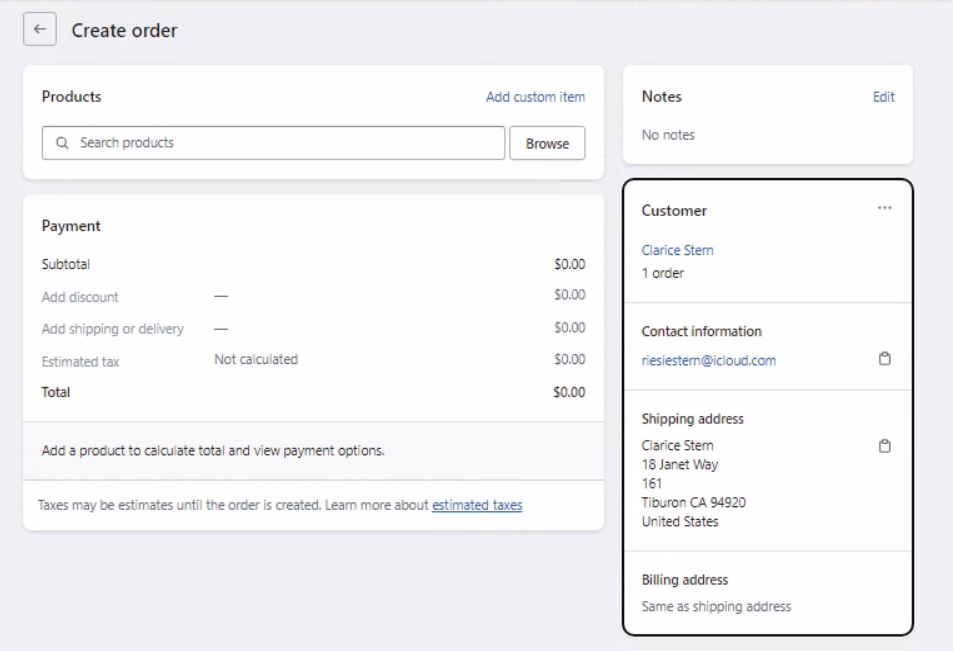 Create order
Products
Add custom item
Search products
Browse
Payment
Subtotal $0.00
Add discount — $0.00
Add shipping or delivery — $0.00
Estimated tax Not calculated $0.00
Total $0.00
Add a product to calculate total and view payment options.
Taxes may be estimates until the order is created. Learn more about estimated taxes
Notes
Edit
No notes
Customer
Clarice Stern
1 order
Contact information
riesiestern@icloud.com
Shipping address
Clarice Stern
18 Janet Way
161
Tiburon CA 94920
United States
Billing address
Same as shipping address